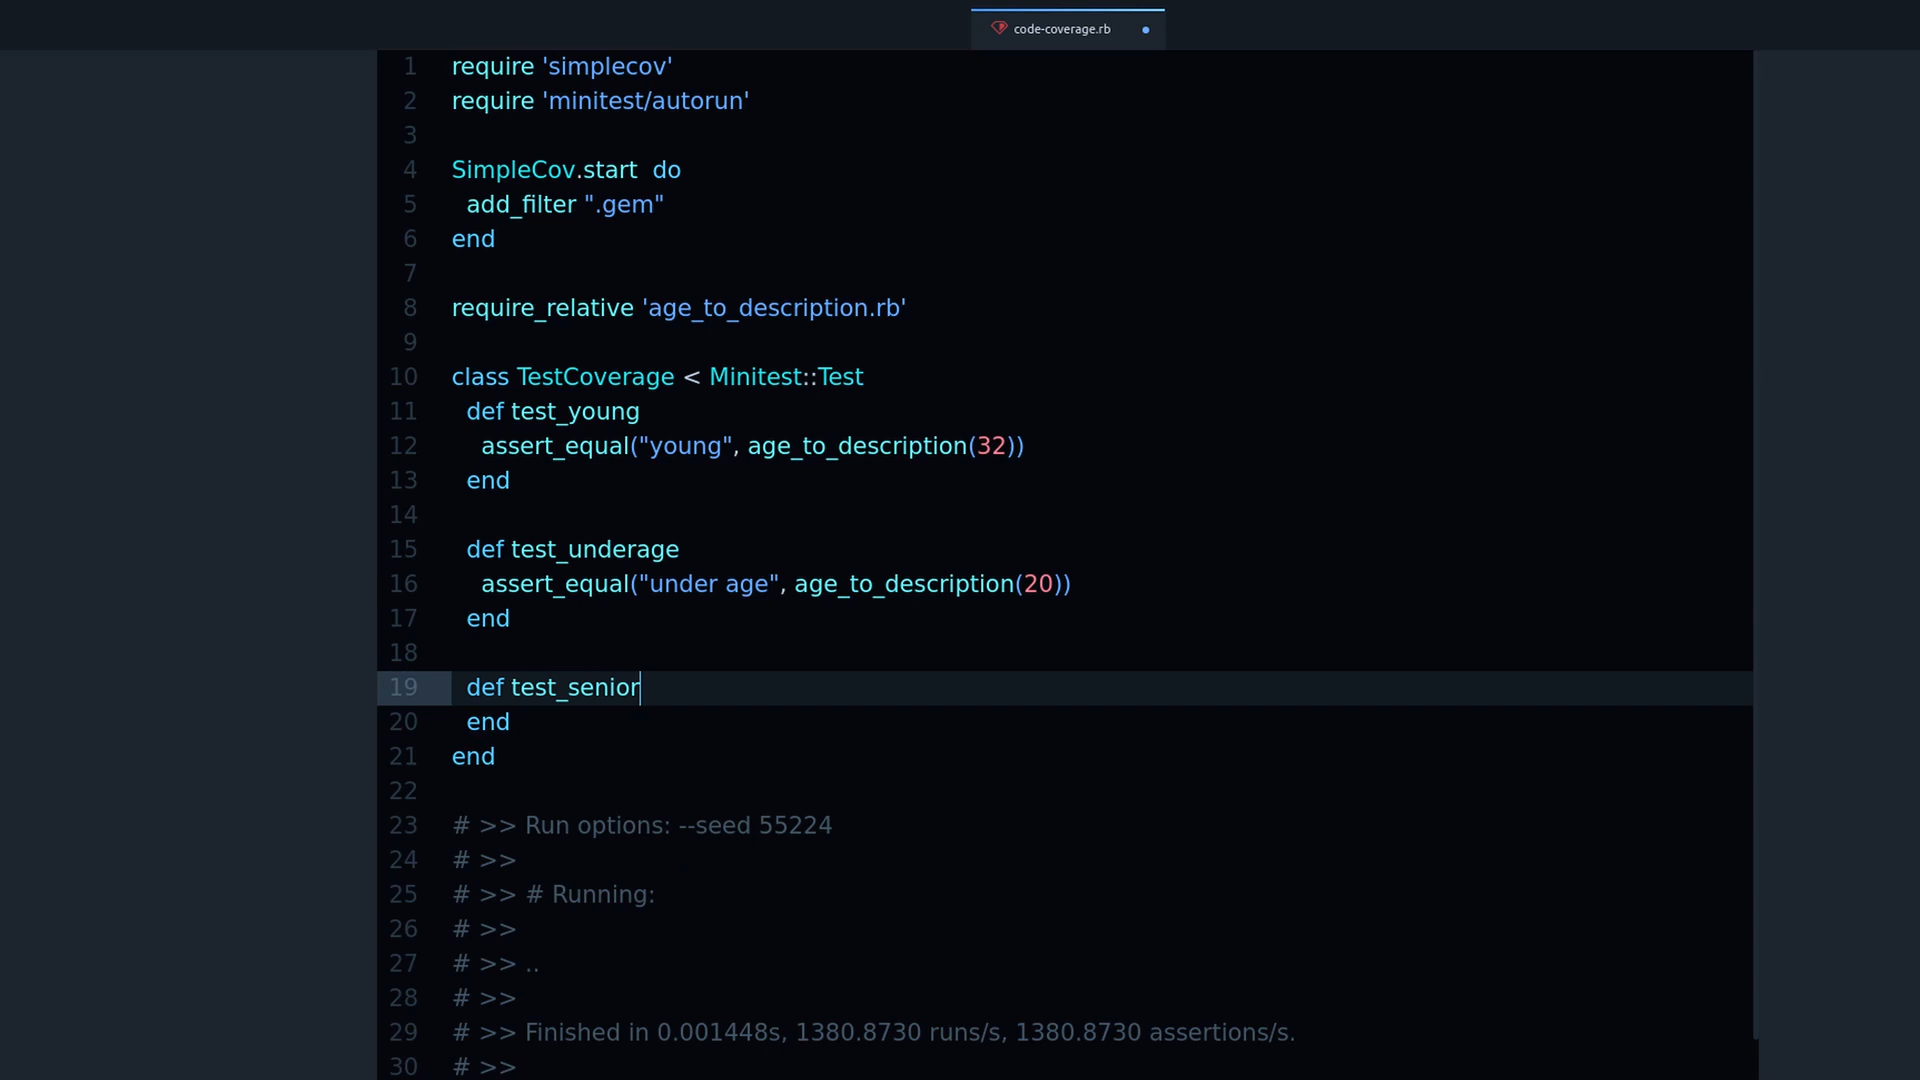 code-coverage.rb
1 require 'simplecov'
2 require 'minitest/autorun'
3
4 SimpleCov.start  do
5   add_filter ".gem"
6 end
7
8 require_relative 'age_to_description.rb'
9
10 class TestCoverage < Minitest::Test
11   def test_young
12     assert_equal("young", age_to_description(32))
13   end
14
15   def test_underage
16     assert_equal("under age", age_to_description(20))
17   end
18
19   def test_senior
20   end
21 end
22
23 # >> Run options: --seed 55224
24 # >>
25 # >> # Running:
26 # >>
27 # >> ..
28 # >>
29 # >> Finished in 0.001448s, 1380.8730 runs/s, 1380.8730 assertions/s.
30 # >>